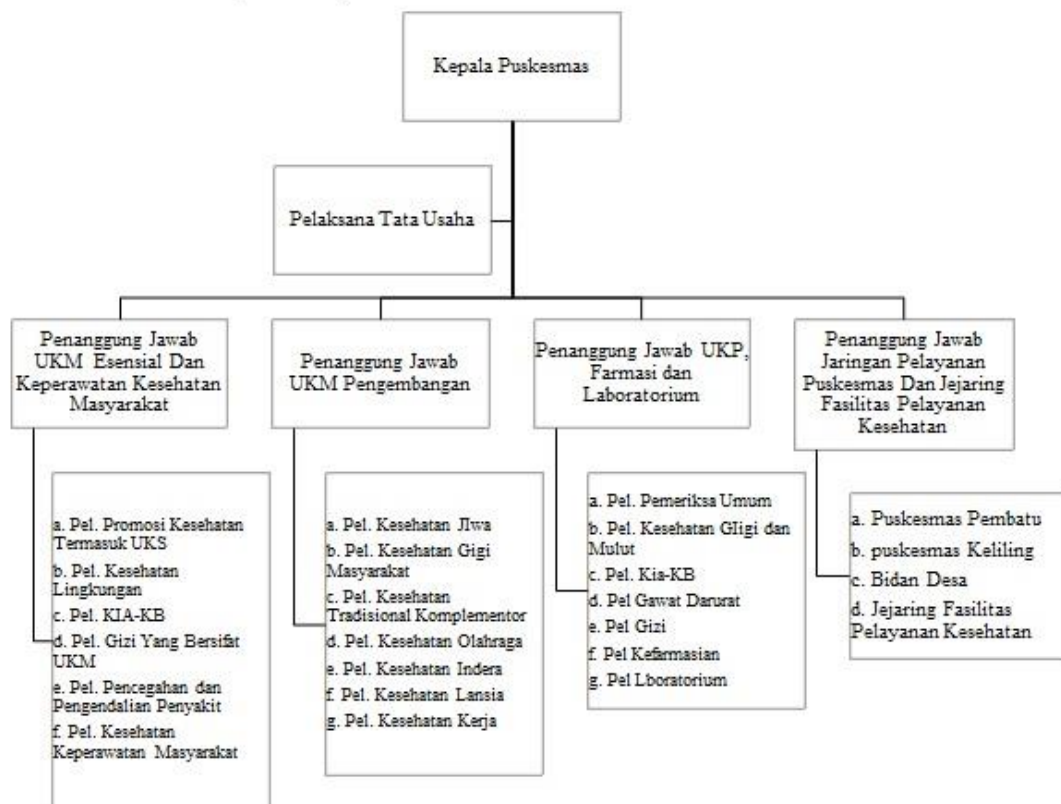 Kepala Puskesmas
Pelaksana Tata Usaha
Penanggung Jawab
UKM Esensial Dan
Keperawatan Kesehatan
Masyarakat
Penanggung Jawab
UKM Pengembangan
Penanggung Jawab UKP,
Farmasi dan
Laboratorium
Penanggung Jawab
Jaringan Pelayanan
Puskesmas Dan Jejaring
Fasilitas Pelayanan
Kesehatan
a. Pel. Promosi Kesehatan
Termasuk UKS
b. Pel. Kesehatan
Lingkungan
c. Pel. KIA-KB
d. Pel. Gizi Yang Bersifat
UKM
e. Pel. Pencegahan dan
Pengendalian Penyakit
f. Pel. Kesehatan
Keperawatan Masyarakat
a. Pel. Kesehatan JIwa
b. Pel. Kesehatan Gigi
Masyarakat
c. Pel. Kesehatan
Tradisional Komplementor
d. Pel. Kesehatan Olahraga
e. Pel. Kesehatan Indera
f. Pel. Kesehatan Lansia
g. Pel. Kesehatan Kerja
a. Pel. Pemeriksa Umum
b. Pel. Kesehatan GIigi dan
Mulut
c. Pel. Kia-KB
d. Pel Gawat Darurat
e. Pel Gizi
f. Pel Kefarmasian
g. Pel Lboratorium
a. Puskesmas Pembatu
b. puskesmas Keliling
c. Bidan Desa
d. Jejaring Fasilitas
Pelayanan Kesehatan